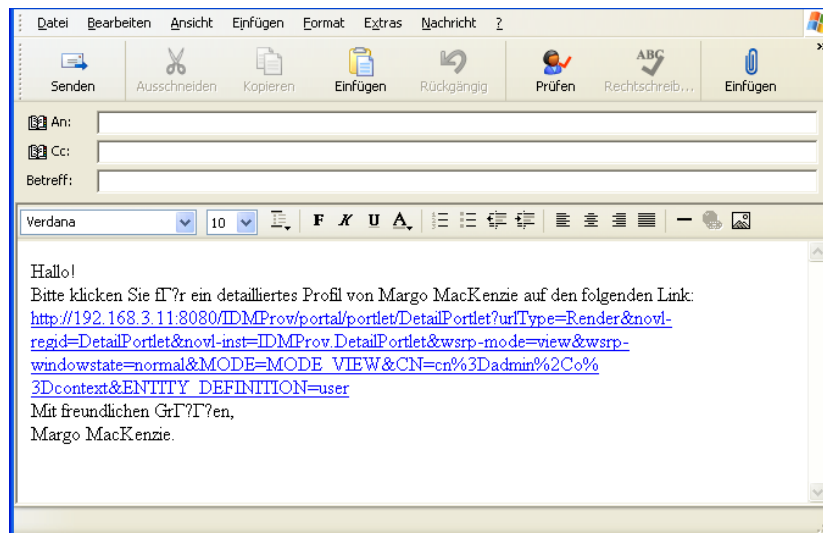 Datei Bearbeiten Ansicht Einfügen Format Extras Nachricht ?
Senden Ausschneiden Kopieren Einfügen Rückgängig Prüfen Rechtschreib... Einfügen
ABC
An:
Cc:
Betreff:
Verdana 10 F K U A
Hallo!
Bitte klicken Sie fГ?r ein detailliertes Profil von Margo MacKenzie auf den folgenden Link:
http://192.168.3.11:8080/IDMProv/portal/portlet/DetailPortlet?urlType=Render&novl-
regid=DetailPortlet&novl-inst=IDMProv.DetailPortlet&wsrp-mode=view&wsrp-
windowstate=normal&MODE=MODE_VIEW&CN=cn%3Dadmin%2Co%
3Dcontext&ENTITY_DEFINITION=user
Mit freundlichen GrГ?Г?en,
Margo MacKenzie.